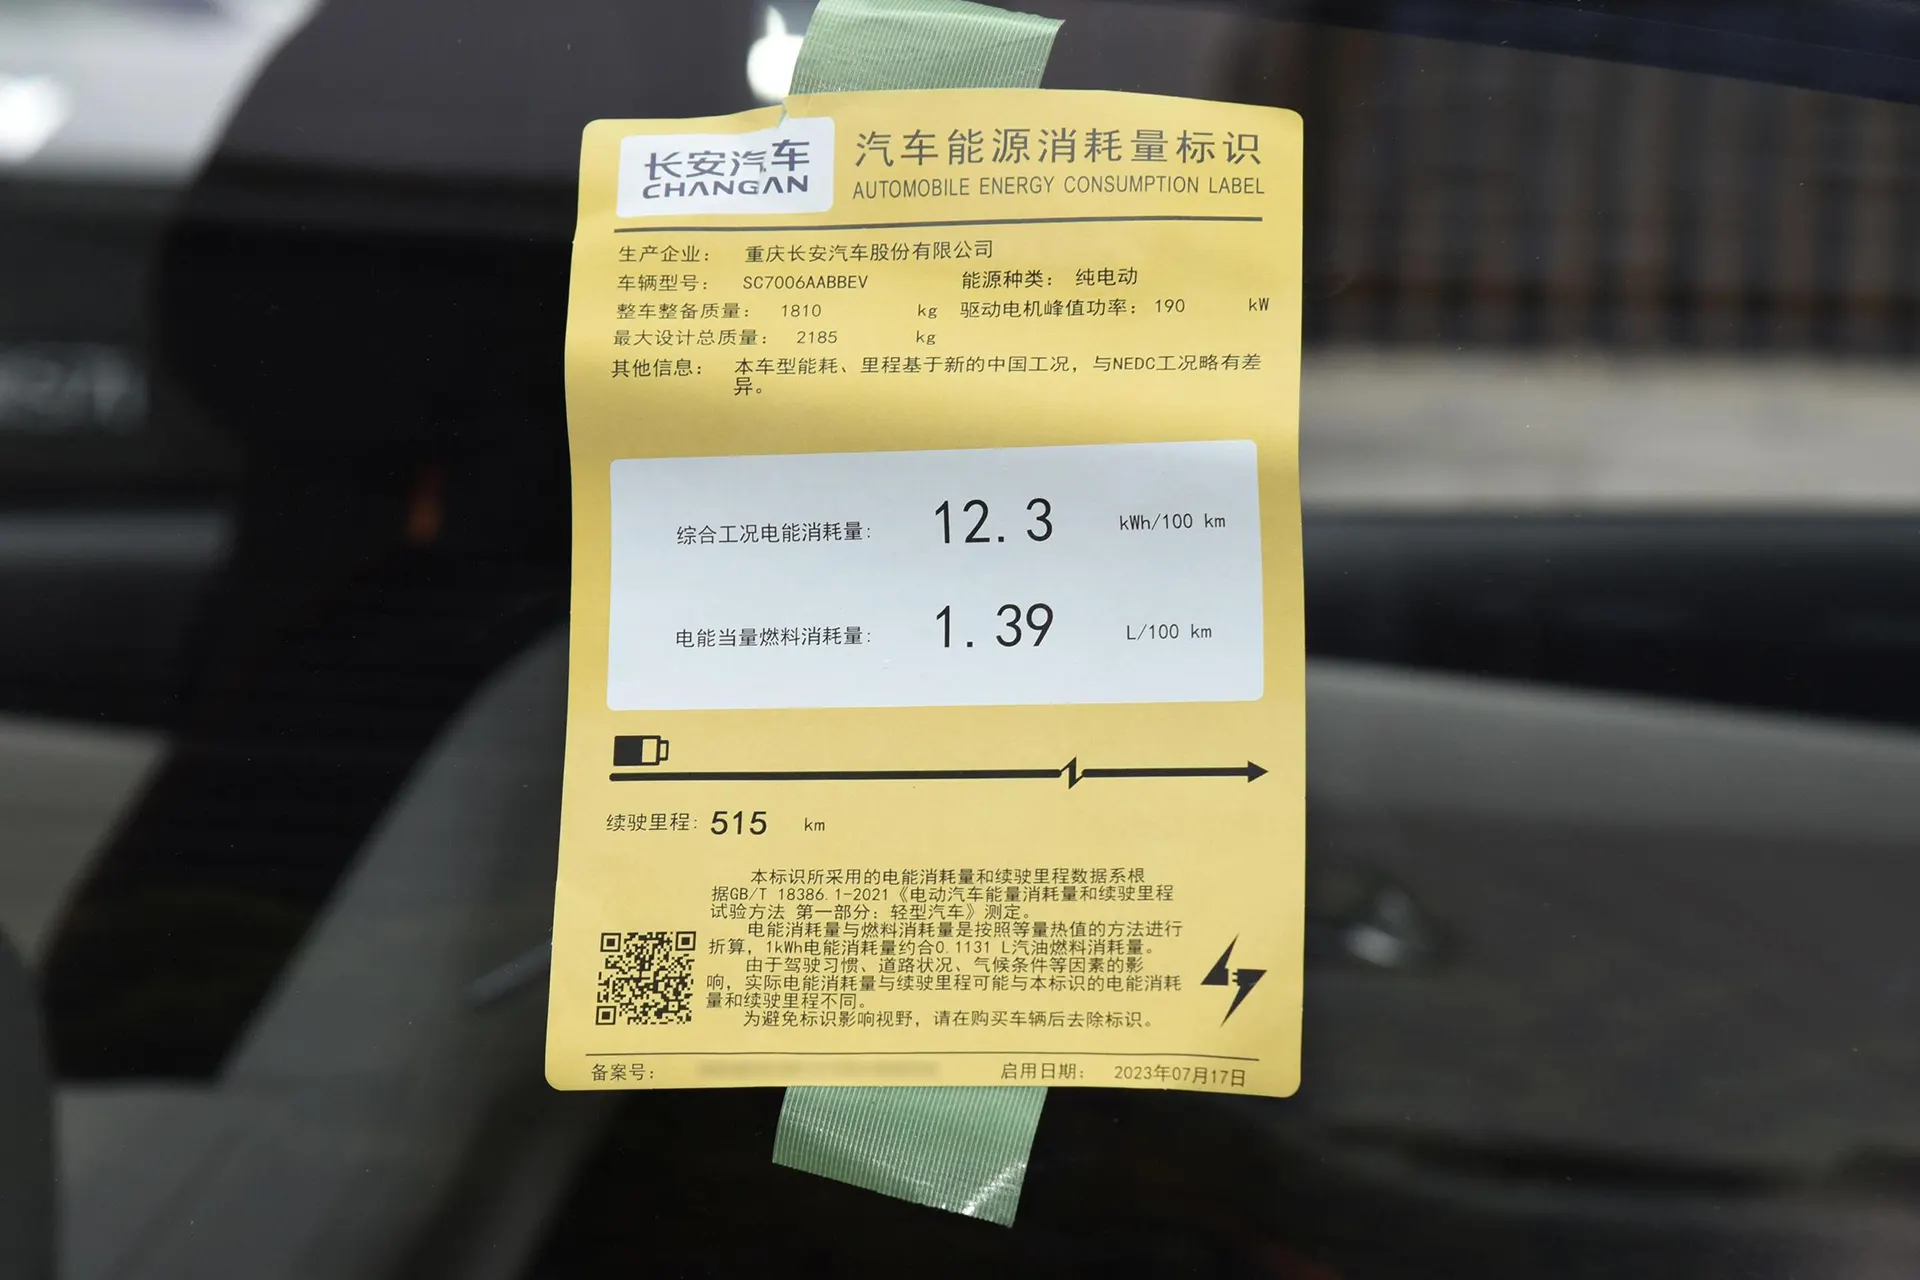 长安汽车
CHANGAN
汽车能源消耗量标识
AUTOMOBILE ENERGY CONSUMPTION LABEL
生产企业： 重庆长安汽车股份有限公司
车辆型号： SC7006AABBEV 能源种类： 纯电动
整车整备质量： 1810 kg 驱动电机峰值功率： 190 kW
最大设计总质量： 2185 kg
其他信息： 本车型能耗、里程基于新的中国工况，与NEDC工况略有差
异。
综合工况电能消耗量: 12.3 kWh/100 km
电能当量燃料消耗量: 1.39 L/100 km
续驶里程: 515 km
本标识所采用的电能消耗量和续驶里程数据系根
据GB/T 18386.1-2021《电动汽车能量消耗量和续驶里程
试验方法 第一部分：轻型汽车》测定。
电能消耗量与燃料消耗量是按照等量热值的方法进行
折算，1kWh电能消耗量约合0.1131 L汽油燃料消耗量。
由于驾驶习惯、道路状况、气候条件等因素的影
响，实际电能消耗量与续驶里程可能与本标识的电能消耗
量和续驶里程不同。
为避免标识影响视野，请在购买车辆后去除标识。
备案号： 启用日期： 2023年07月17日